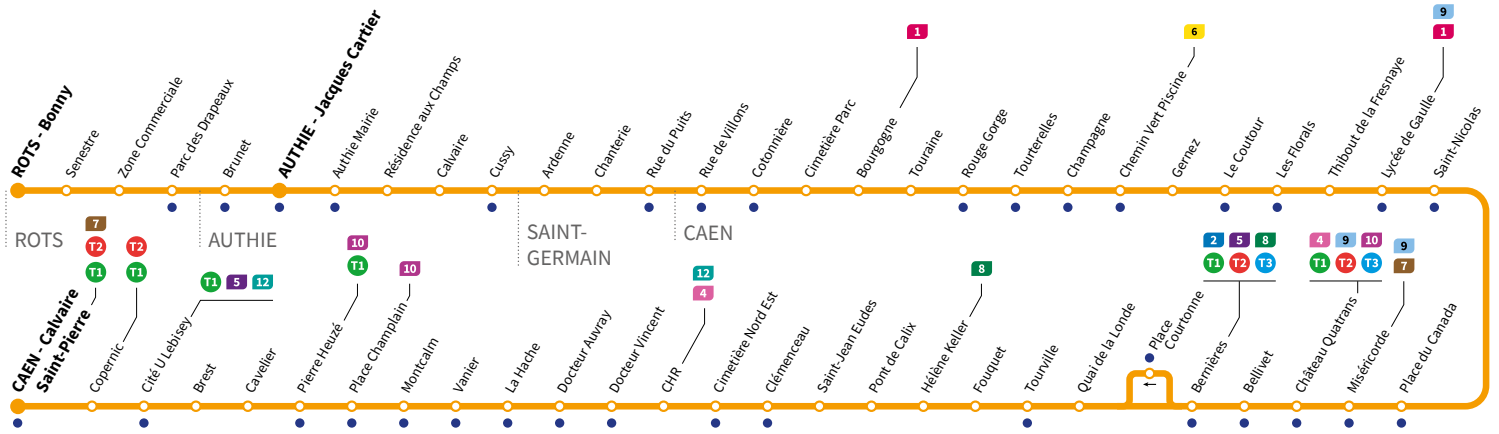 ROTS - Bonny
Senestre
Zone Commerciale
Parc des Drapeaux
Brunet
AUTHIE - Jacques Cartier
Authie Mairie
Résidence aux Champs
Calvaire
Cussy
Ardenne
Chanterie
Rue du Puits
Rue de Villons
Cotonnière
Cimetière Parc
Bourgogne
1
Touraine
Rouge Gorge
Tourterelles
Champagne
Chemin Vert Piscine
6
Gernez
Le Coutour
Les Florals
Thibout de la Fresnaye
Lycée de Gaulle
9
1
Saint-Nicolas
ROTS
AUTHIE
SAINT-
GERMAIN
CAEN
CAEN - Calvaire
Saint-Pierre
7
T2
T1
Copernic
T2
T1
Cité U Lebisey
T1 5 12
Brest
Cavelier
Pierre Heuzé
10
T1
Place Champlain
10
Montcalm
Vanier
La Hache
Docteur Auvray
Docteur Vincent
CHR
12
4
Cimetière Nord Est
Clémenceau
Saint-Jean Eudes
Pont de Calix
Hélène Keller
8
Fouquet
Tourville
Quai de la Londe
Place
Courtonne
Bernières
2 5 8
T1 T2 T3
Bellivet
Château Quatrans
4 9 10
T1 T2 T3
Miséricorde
9
7
Place du Canada